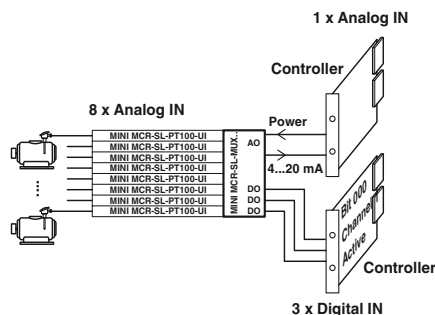 1 x Analog IN
Controller
8 x Analog IN
Power
MINI MCR-SL-PT100-UI
MINI MCR-SL-PT100-UI
MINI MCR-SL-PT100-UI
MINI MCR-SL-PT100-UI
MINI MCR-SL-PT100-UI
MINI MCR-SL-PT100-UI
MINI MCR-SL-PT100-UI
MINI MCR-SL-PT100-UI
MINI MCR-SL-MUX...
AO
4...20 mA
DO
DO
DO
Bit 000
Channel 1
Active
Controller
3 x Digital IN